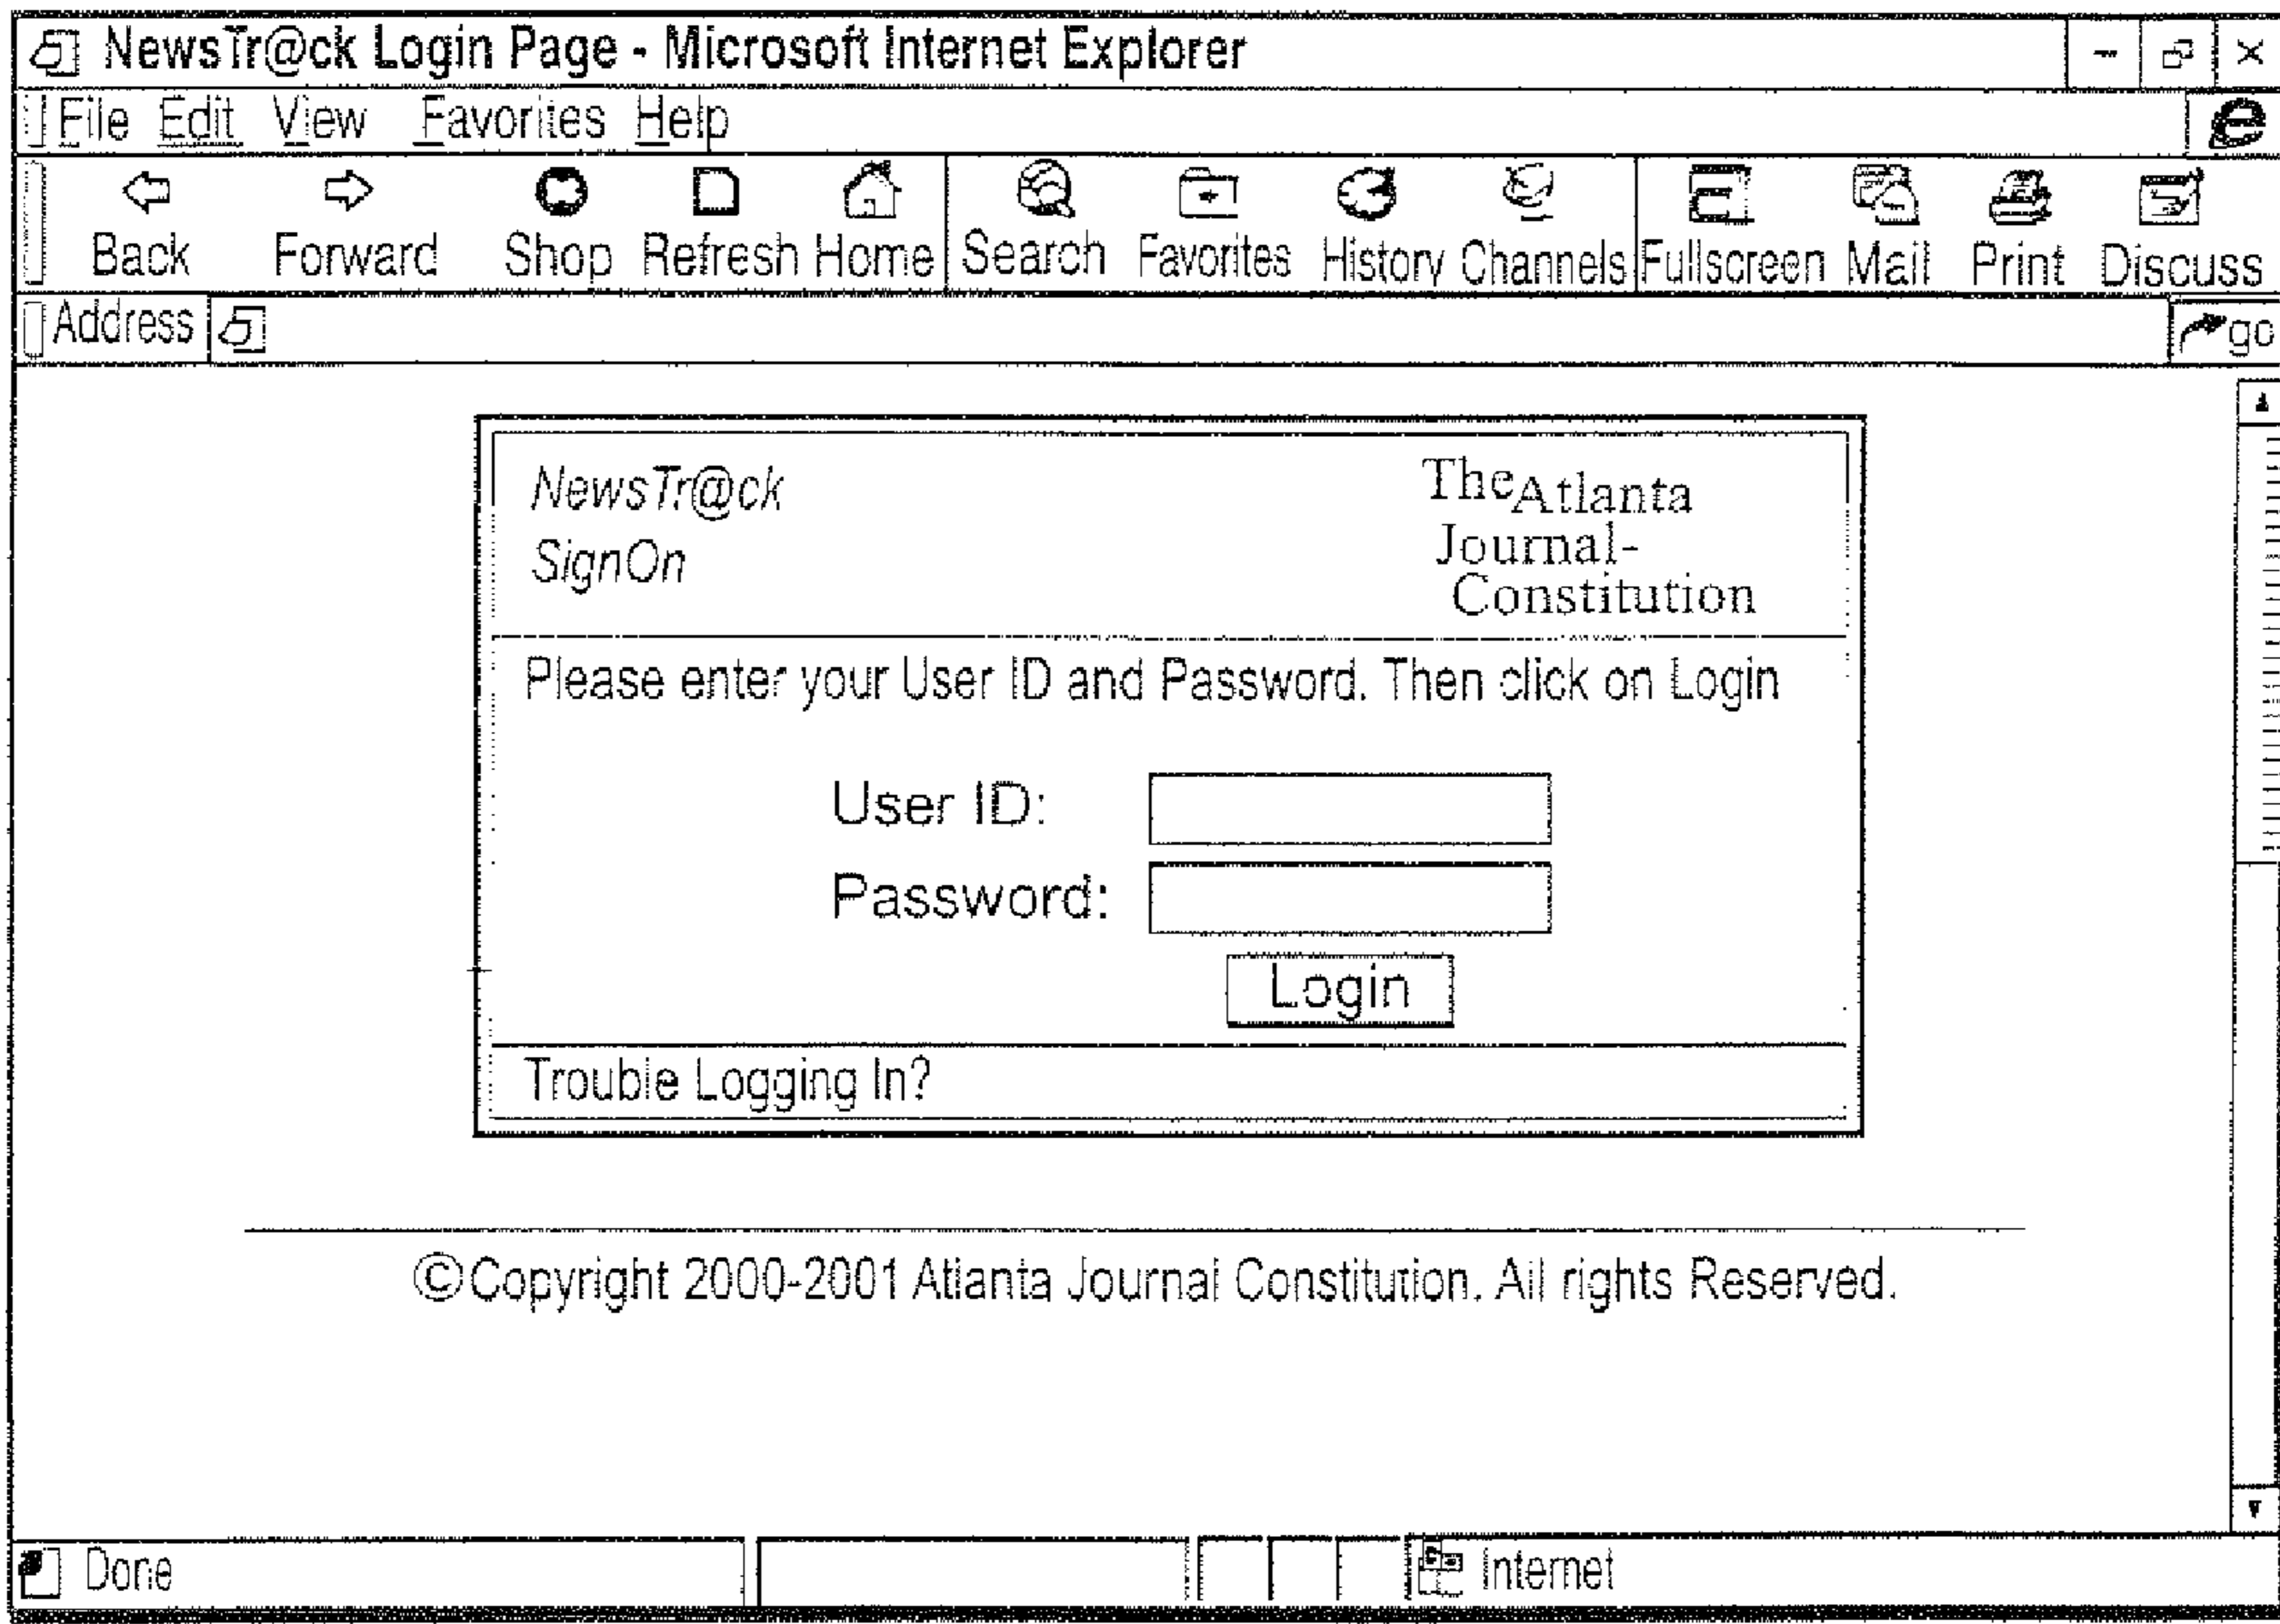 NewsTr@ck Login Page - Microsoft Internet Explorer
File Edit View Favorites Help
Back Forward Shop Refresh Home Search Favorites History Channels Fullscreen Mail Print Discuss
Address go
NewsTr@ck
SignOn
The Atlanta
Journal-
Constitution
Please enter your User ID and Password. Then click on Login
User ID:
Password:
Login
Trouble Logging In?
©Copyright 2000-2001 Atlanta Journal Constitution. All rights Reserved.
Done Internet